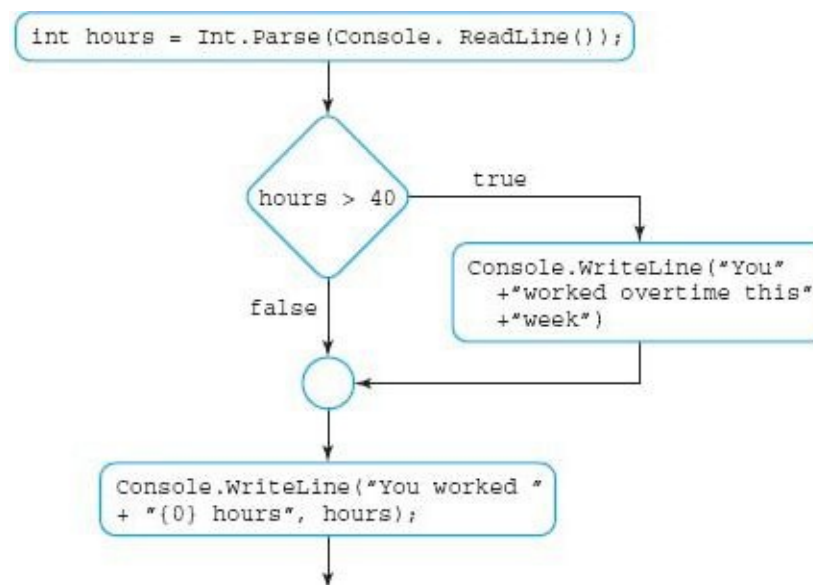 int hours = Int.Parse(Console. ReadLine());
hours > 40
true
Console.WriteLine("You"
+"worked overtime this"
+"week")
false
Console.WriteLine("You worked "
+ "{0} hours", hours);